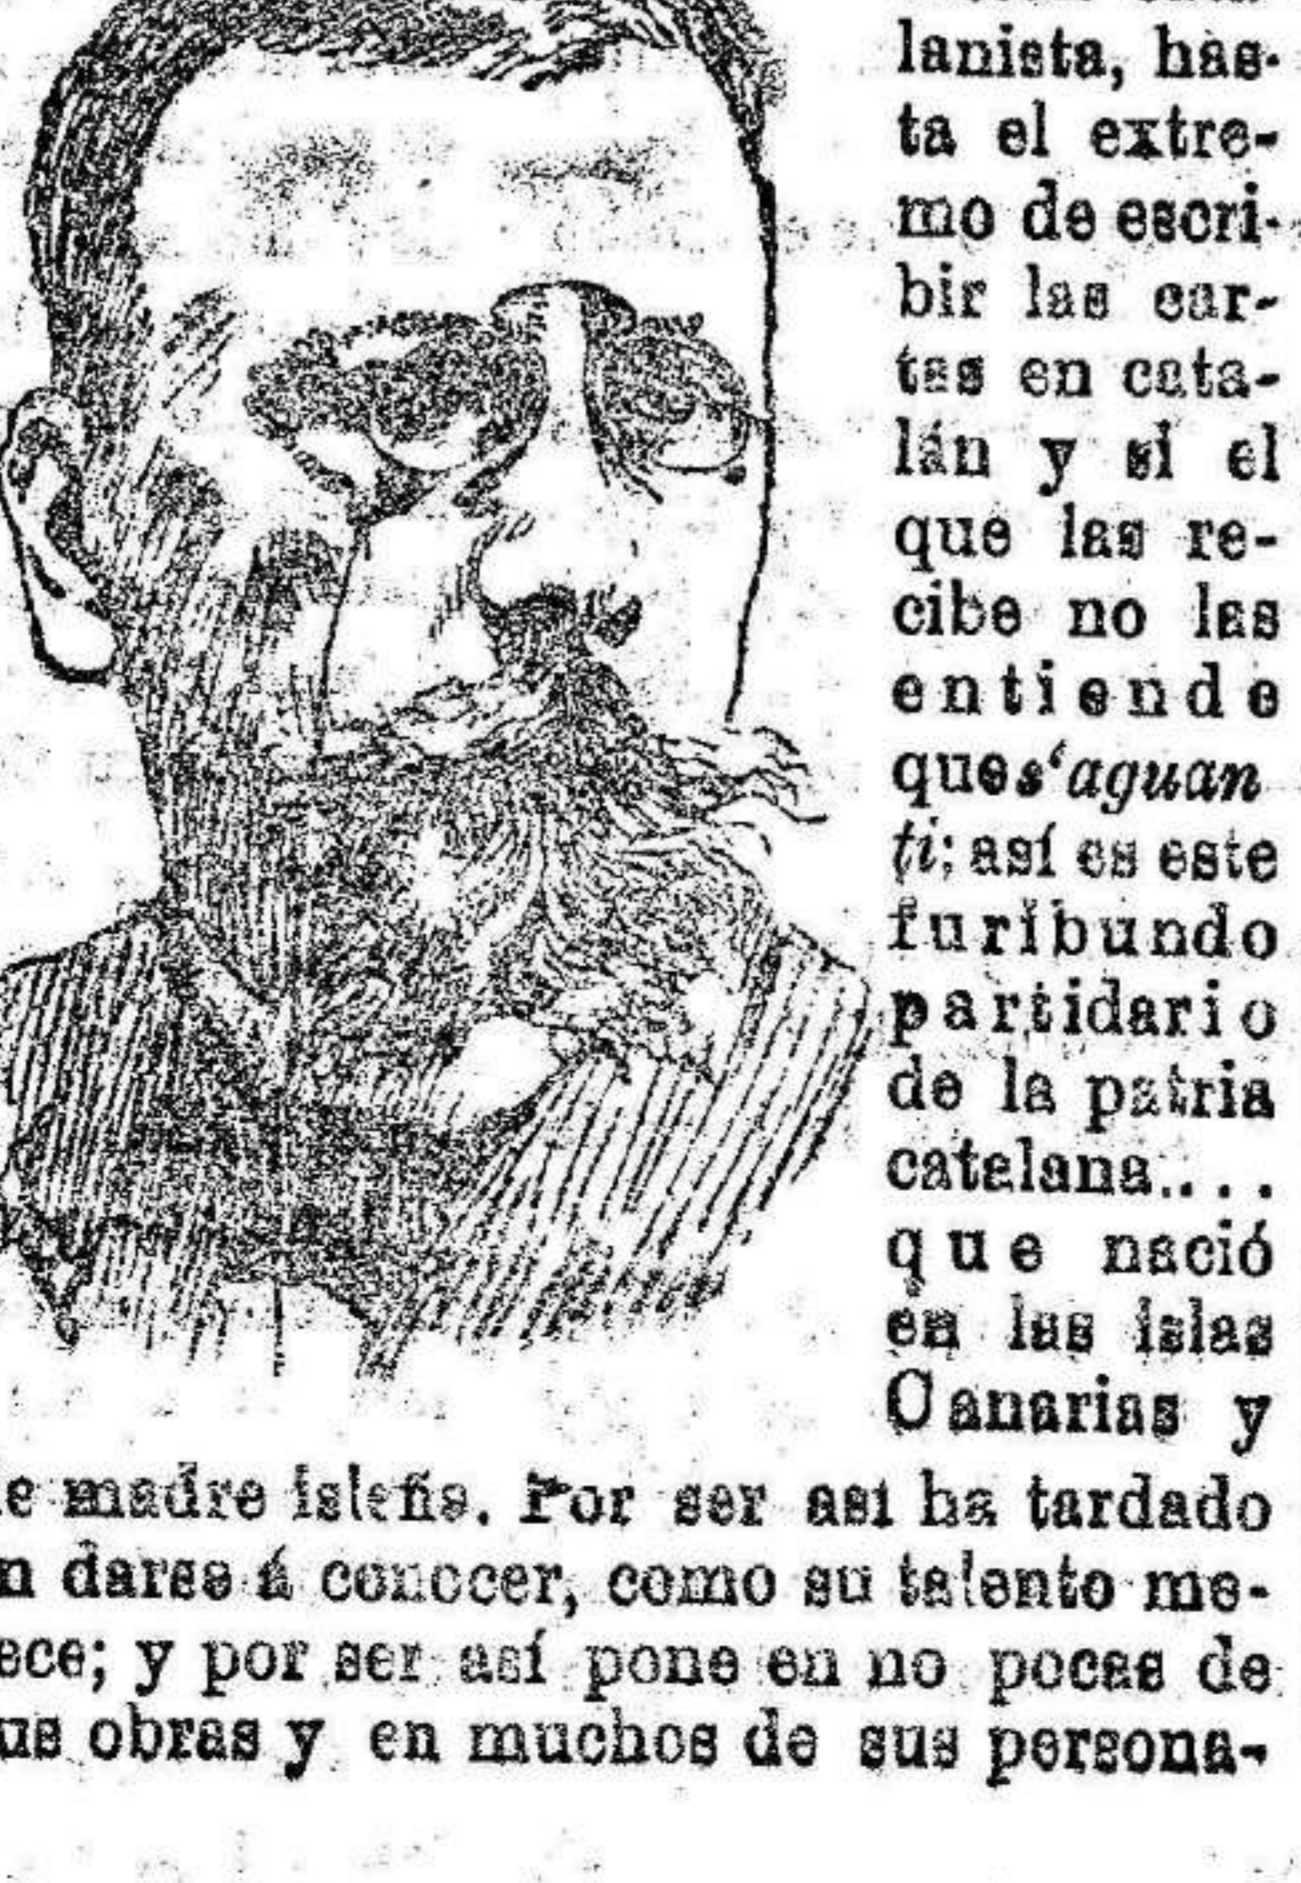 lanista, has-
ta el extre-
mo de escri-
bir las car-
tas en cata-
lán y si el
que las re-
cibe no las
entiende
que s‘aguan
ti; así es este
furibundo
partidario
de la patria
catalana....
que nació
en las islas
Canarias y
e madre isleña. Por ser así ha tardado
n darse á conocer, como su talento me-
ece; y por ser así pone en no pocas de
us obras y en muchos de sus persona-